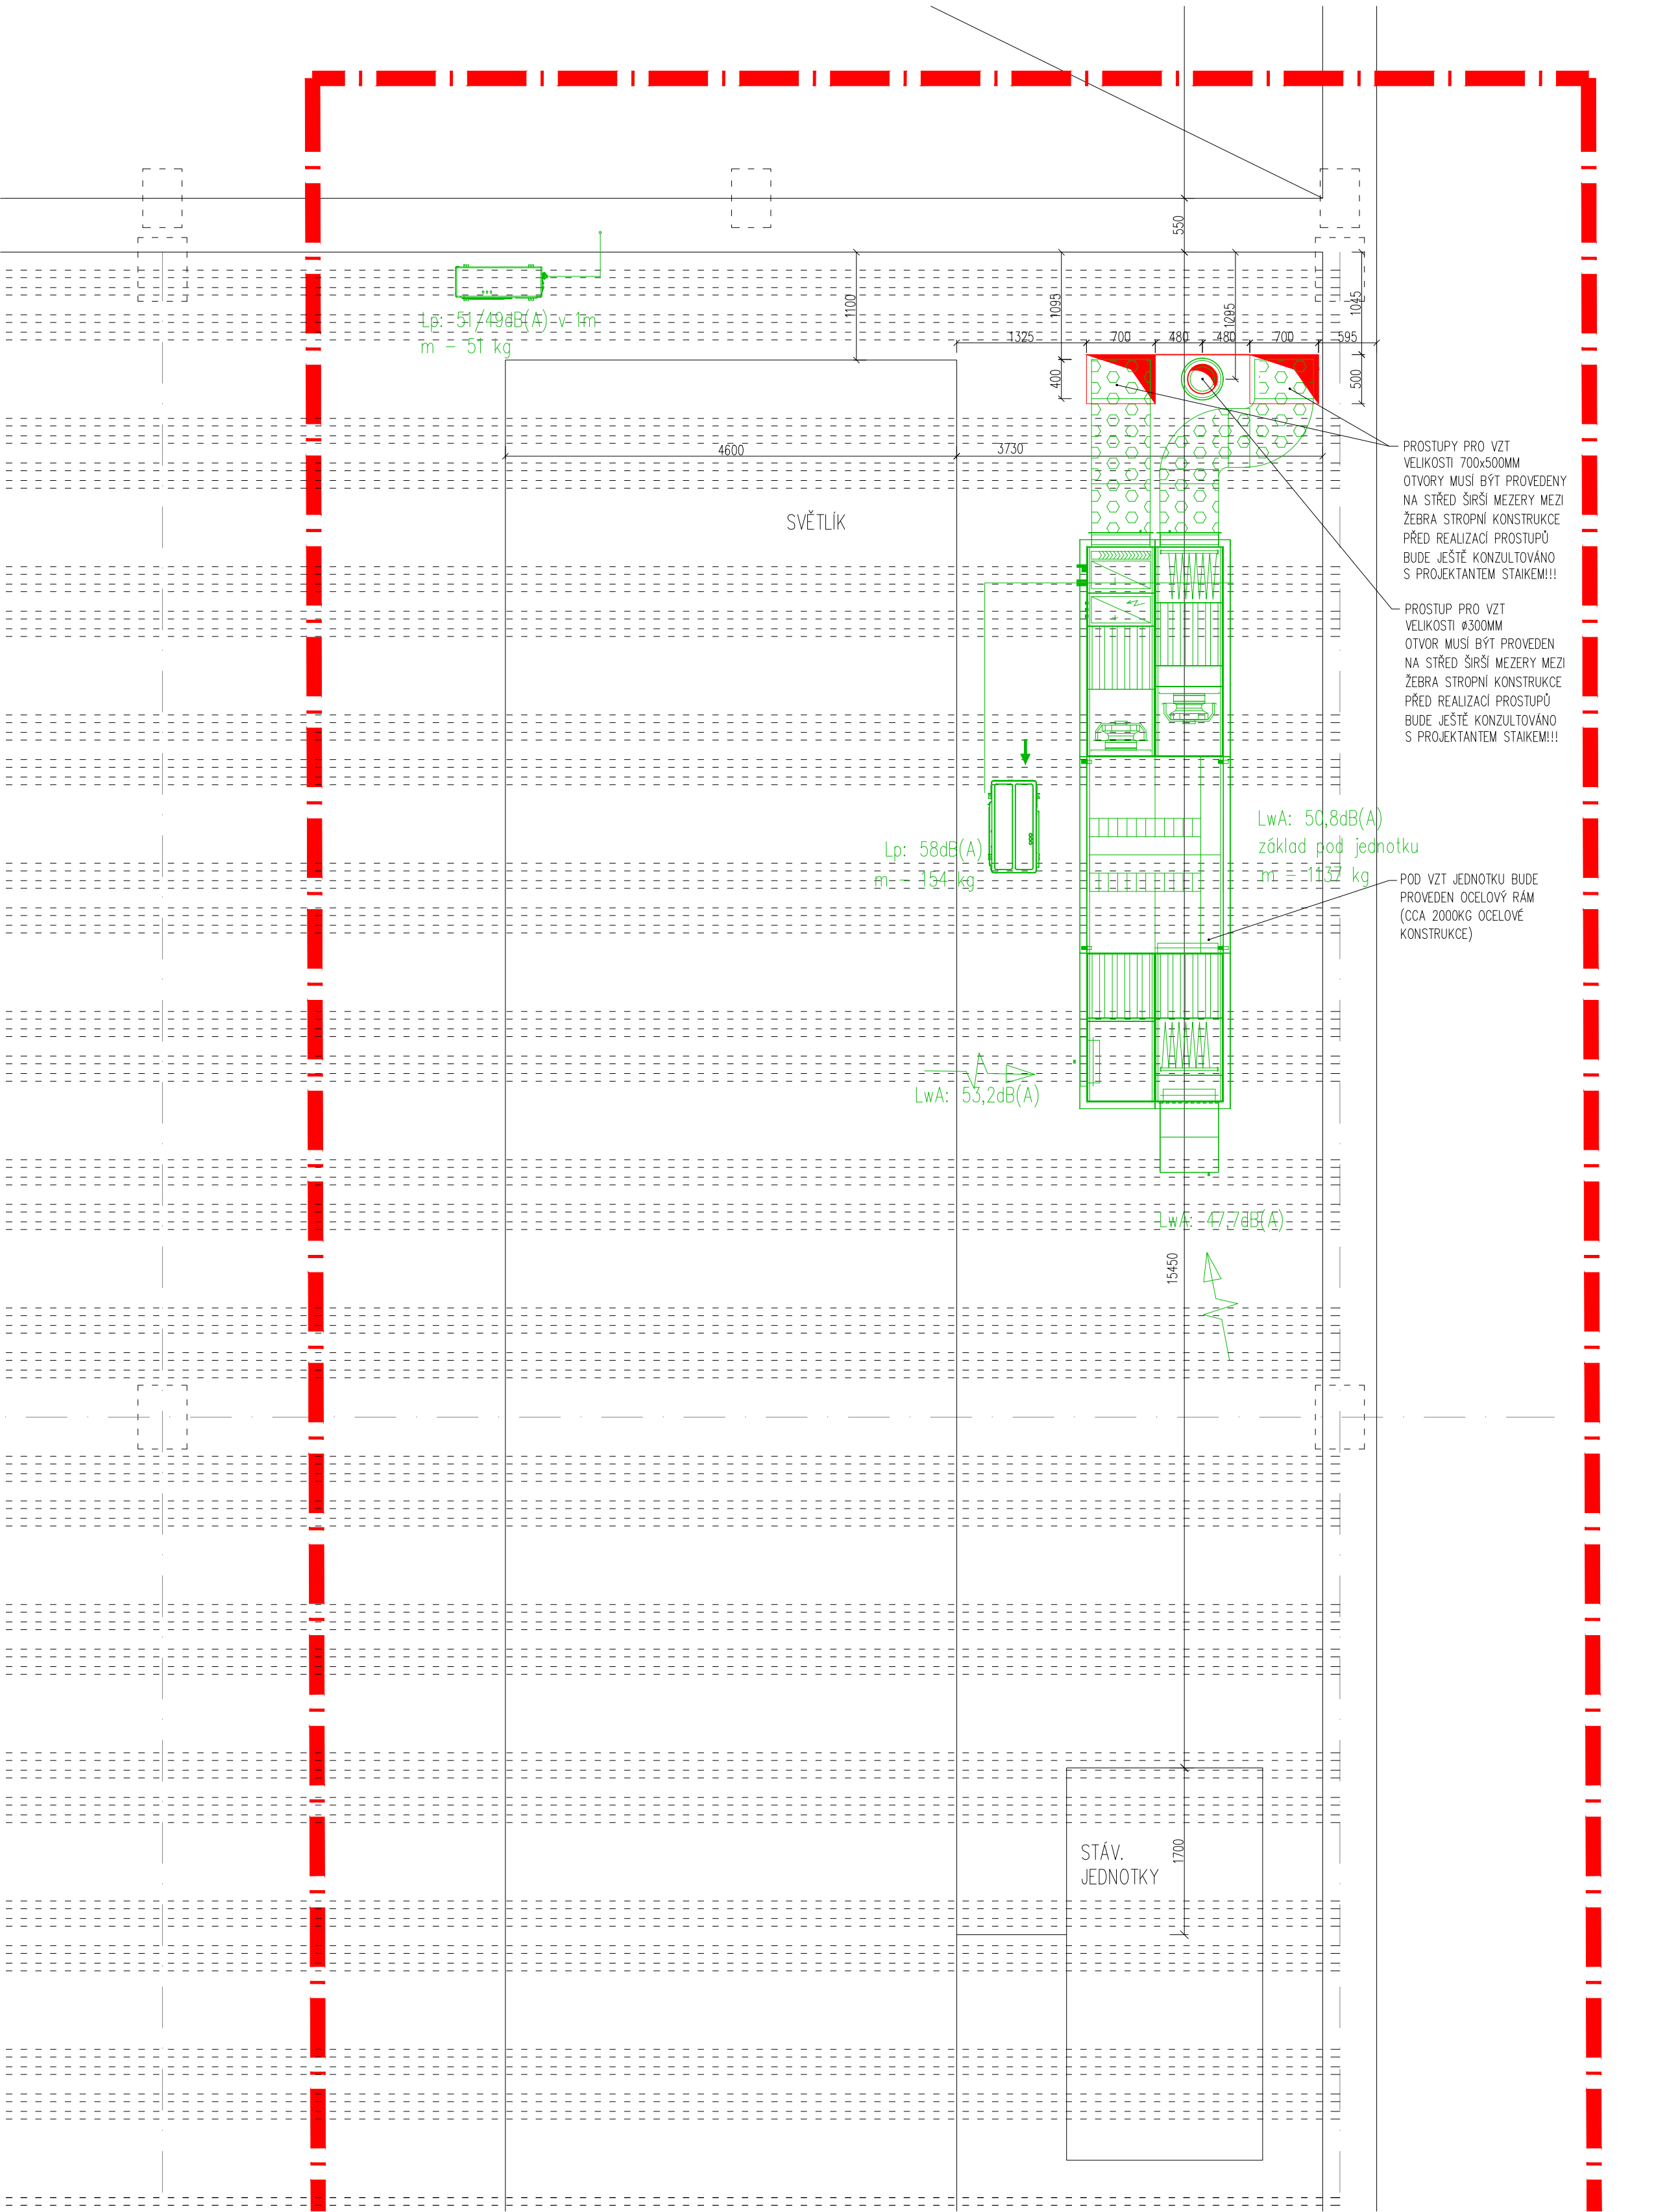 550
Lp: 51/49dB(A) v 1m
m – 51 kg
1100
1095
1295
1045
1325
700
480
480
700
595
400
500
4600
3730
SVĚTLÍK
PROSTUPY PRO VZT
VELIKOSTI 700x500MM
OTVORY MUSÍ BÝT PROVEDENY
NA STŘED ŠIRŠÍ MEZERY MEZI
ŽEBRA STROPNÍ KONSTRUKCE
PŘED REALIZACÍ PROSTUPŮ
BUDE JEŠTĚ KONZULTOVÁNO
S PROJEKTANTEM STAIKEM!!!
PROSTUP PRO VZT
VELIKOSTI ø300MM
OTVOR MUSÍ BÝT PROVEDEN
NA STŘED ŠIRŠÍ MEZERY MEZI
ŽEBRA STROPNÍ KONSTRUKCE
PŘED REALIZACÍ PROSTUPŮ
BUDE JEŠTĚ KONZULTOVÁNO
S PROJEKTANTEM STAIKEM!!!
Lp: 58dB(A)
m – 154 kg
LwA: 50,8dB(A)
základ pod jednotku
m – 1137 kg
POD VZT JEDNOTKU BUDE
PROVEDEN OCELOVÝ RÁM
(CCA 2000KG OCELOVÉ
KONSTRUKCE)
LwA: 53,2dB(A)
LwA: 47,7dB(A)
15450
STÁV.
JEDNOTKY
1700